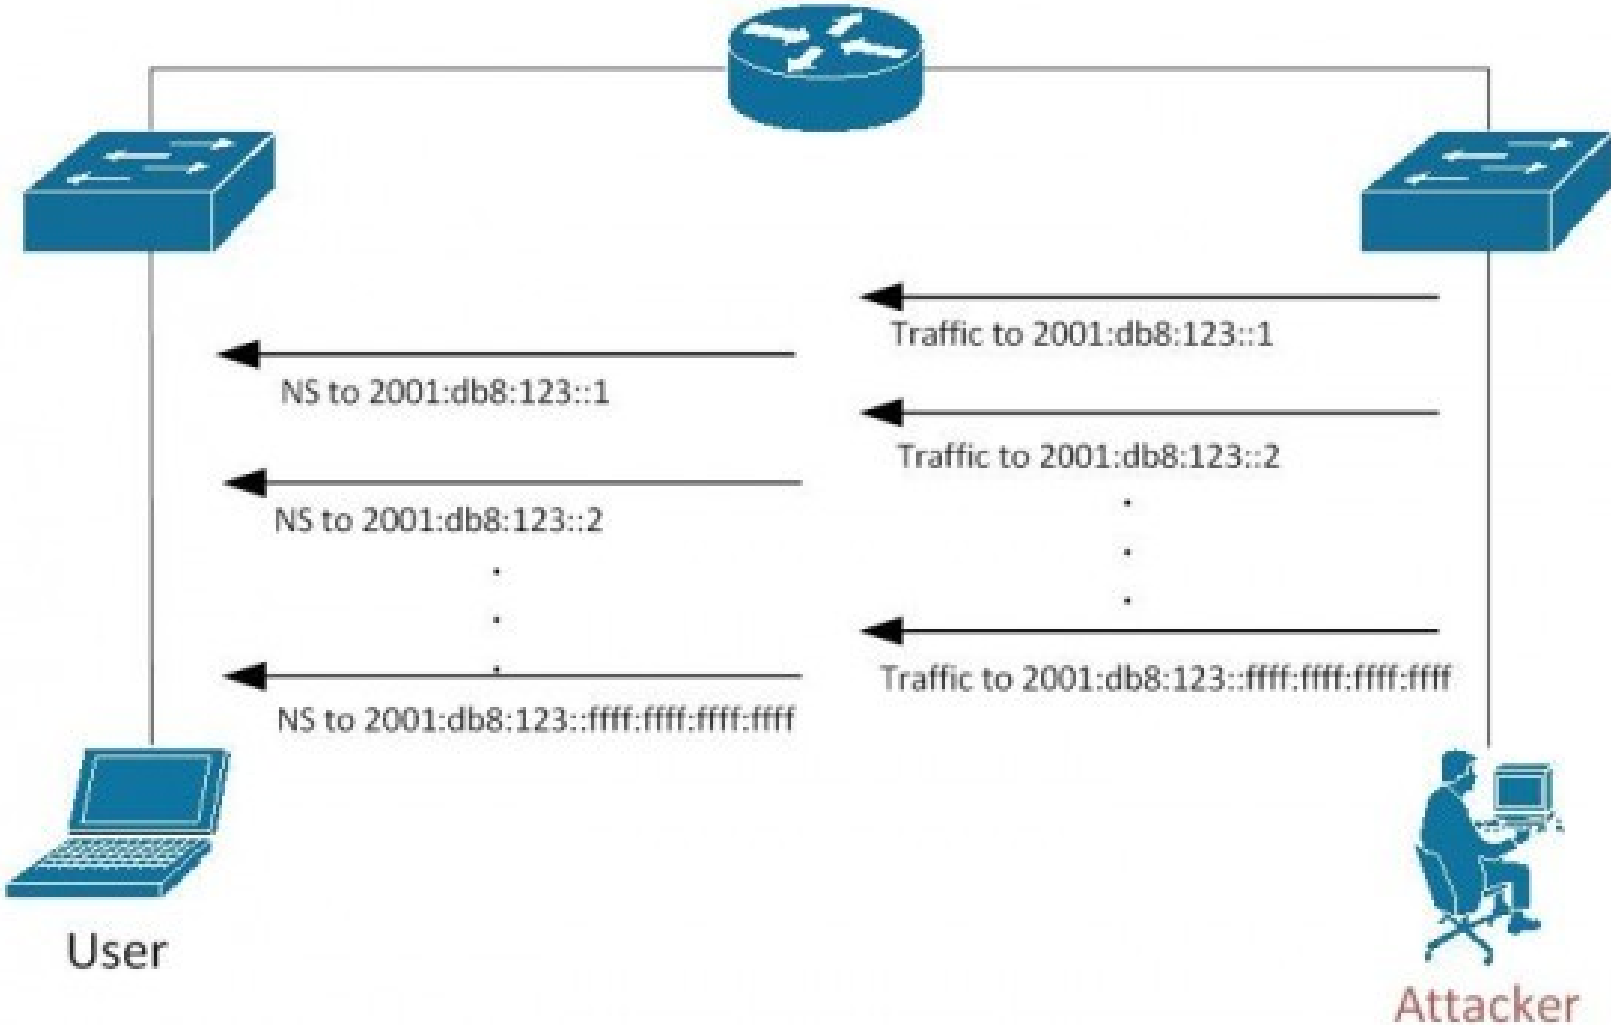 Traffic to 2001:db8:123::1
NS to 2001:db8:123::1
Traffic to 2001:db8:123::2
NS to 2001:db8:123::2
Traffic to 2001:db8:123::ffff:ffff:ffff:ffff
NS to 2001:db8:123::ffff:ffff:ffff:ffff
User
Attacker